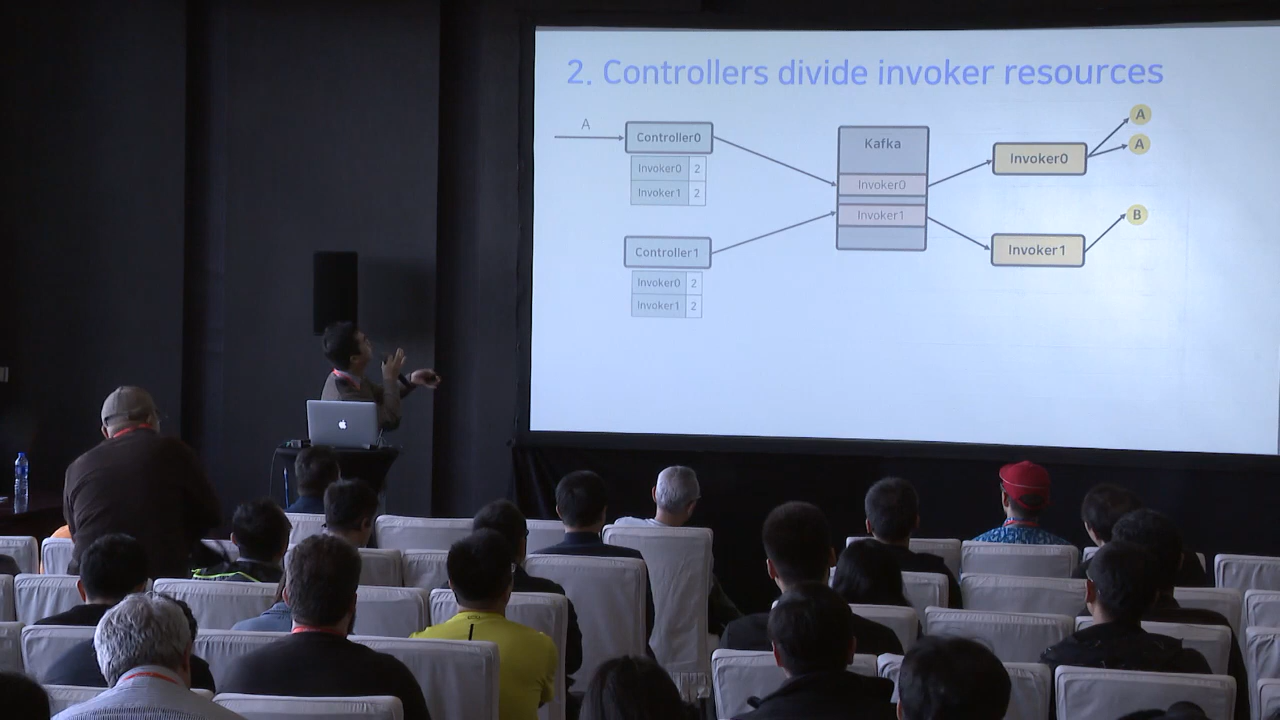 2. Controllers divide invoker resources
A
Controller0
Invoker0 2
Invoker1 2
Controller1
Invoker0 2
Invoker1 2
Kafka
Invoker0
Invoker1
Invoker0
A
A
Invoker1
B